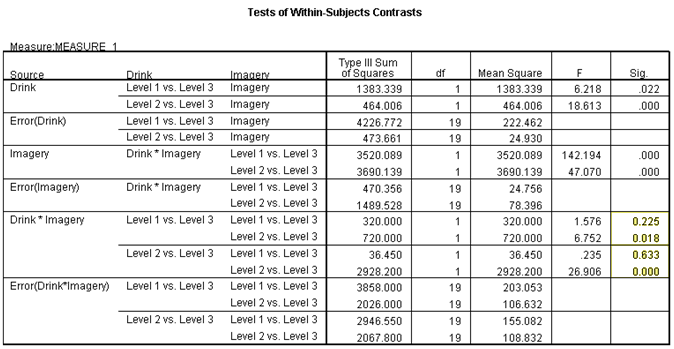 Tests of Within-Subjects Contrasts
Measure:MEASURE_1
Source Drink Imagery Type III Sum of Squares df Mean Square F Sig.
Drink Level 1 vs. Level 3 Imagery 1383.339 1 1383.339 6.218 .022
Level 2 vs. Level 3 Imagery 464.006 1 464.006 18.613 .000
Error(Drink) Level 1 vs. Level 3 Imagery 4226.772 19 222.462
Level 2 vs. Level 3 Imagery 473.661 19 24.930
Imagery Drink * Imagery Level 1 vs. Level 3 3520.089 1 3520.089 142.194 .000
Level 2 vs. Level 3 3690.139 1 3690.139 47.070 .000
Error(Imagery) Drink * Imagery Level 1 vs. Level 3 470.356 19 24.756
Level 2 vs. Level 3 1489.528 19 78.396
Drink * Imagery Level 1 vs. Level 3 Level 1 vs. Level 3 320.000 1 320.000 1.576 0.225
Level 2 vs. Level 3 720.000 1 720.000 6.752 0.018
Level 2 vs. Level 3 Level 1 vs. Level 3 36.450 1 36.450 .235 0.633
Level 2 vs. Level 3 2928.200 1 2928.200 26.906 0.000
Error(Drink*Imagery) Level 1 vs. Level 3 Level 1 vs. Level 3 3858.000 19 203.053
Level 2 vs. Level 3 2026.000 19 106.632
Level 2 vs. Level 3 Level 1 vs. Level 3 2946.550 19 155.082
Level 2 vs. Level 3 2067.800 19 108.832